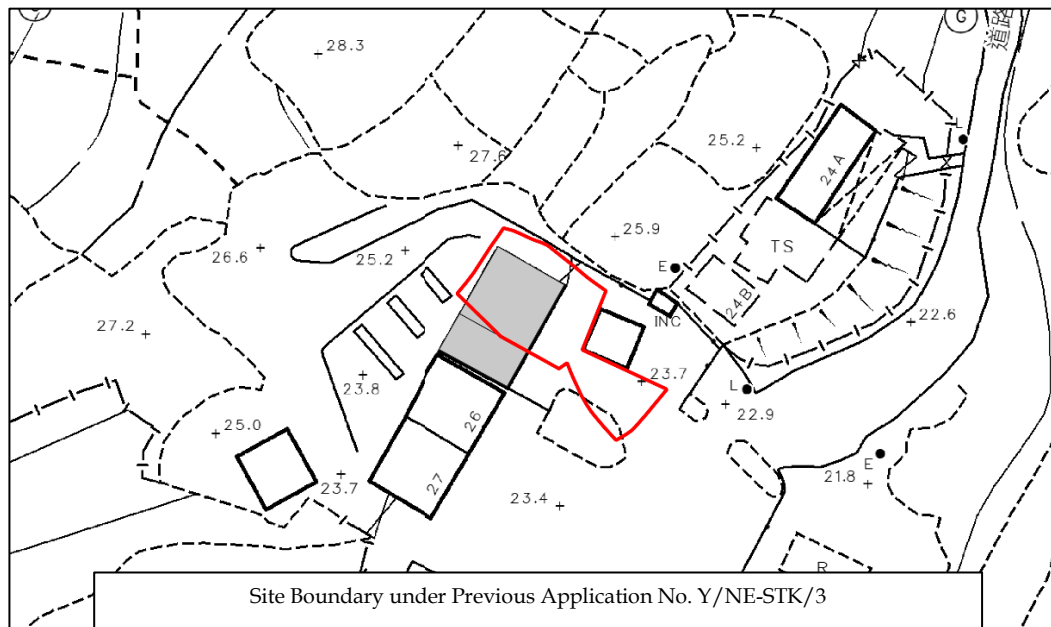 G
道路
28.3
L
27.6
25.2
24A
26.6
25.2
25.9
TS
E
24B
27.2
INC
22.6
23.8
23.7
L
22.9
26
25.0
E
27
23.7
21.8
23.4
R
Site Boundary under Previous Application No. Y/NE-STK/3